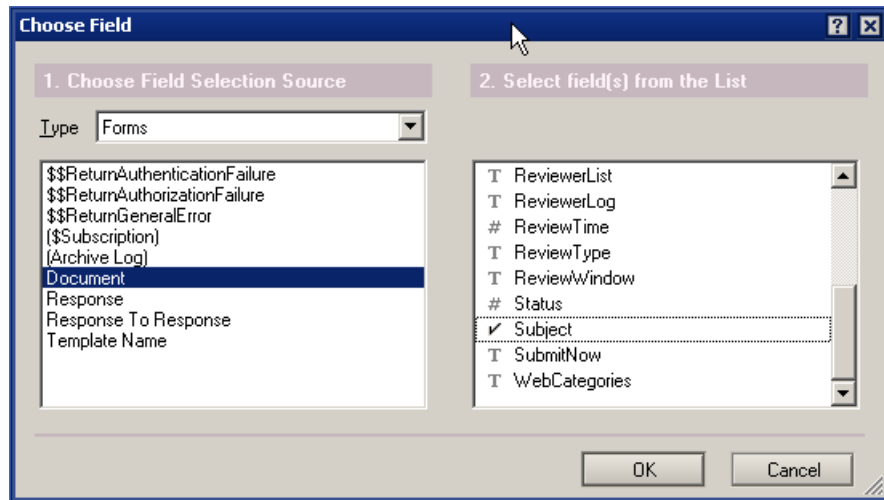 Choose Field
1. Choose Field Selection Source
2. Select field(s) from the List
Type Forms
$$ReturnAuthenticationFailure
$$ReturnAuthorizationFailure
$$ReturnGeneralError
($Subscription)
(Archive Log)
Document
Response
Response To Response
Template Name
T ReviewerList
T ReviewerLog
# ReviewTime
T ReviewType
T ReviewWindow
# Status
✓ Subject
T SubmitNow
T WebCategories
OK Cancel